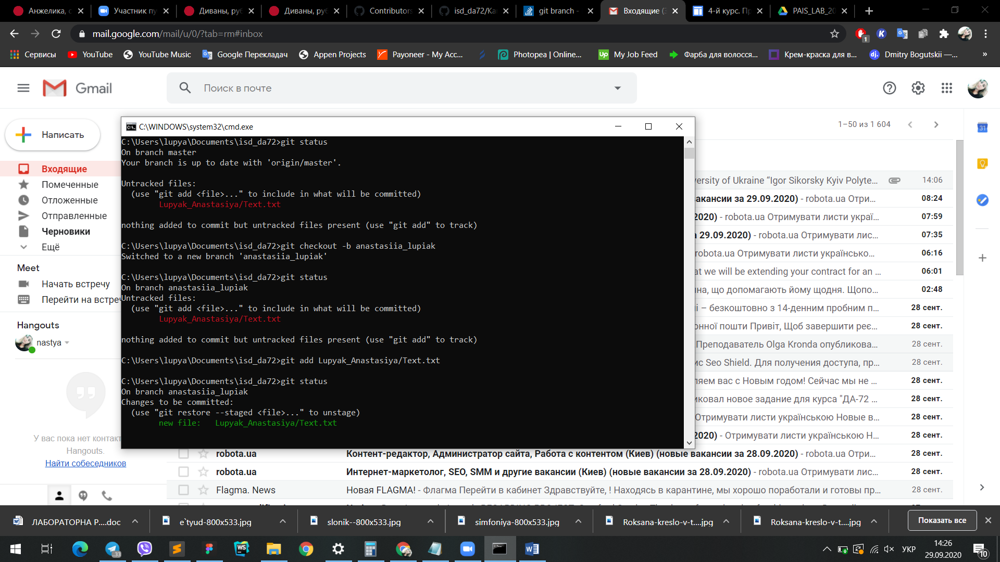 Анжелика, с
Участник пу
Диваны, руб
Диваны, руб
Contributors
isd_da72/Ка
git branch -
Входящие (3
4-й курс. Пр
PAIS_LAB_20
mail.google.com/mail/u/0/?tab=rm#inbox
1
Сервисы
YouTube
YouTube Music
Google Перекладач
Appen Projects
Payoneer - My Acc...
Photopea | Online...
My Job Feed
Фарба для волосся...
Крем-краска для в...
Dmitry Bogutskii —...
»
Gmail
Поиск в почте
Написать
1–50 из 1 604
Входящие
Помеченные
Отложенные
Отправленные
Черновики
Ещё
Meet
Начать встречу
Перейти на встреч
Hangouts
nastya
У вас пока нет контакт
Hangouts.
Найти собеседников
C:\WINDOWS\system32\cmd.exe
C:\Users\lupya\Documents\isd_da72>git status
On branch master
Your branch is up to date with 'origin/master'.
Untracked files:
(use "git add <file>..." to include in what will be committed)
Lupyak_Anastasiya/Text.txt
nothing added to commit but untracked files present (use "git add" to track)
C:\Users\lupya\Documents\isd_da72>git checkout -b anastasiia_lupiak
Switched to a new branch 'anastasiia_lupiak'
C:\Users\lupya\Documents\isd_da72>git status
On branch anastasiia_lupiak
Untracked files:
(use "git add <file>..." to include in what will be committed)
Lupyak_Anastasiya/Text.txt
nothing added to commit but untracked files present (use "git add" to track)
C:\Users\lupya\Documents\isd_da72>git add Lupyak_Anastasiya/Text.txt
C:\Users\lupya\Documents\isd_da72>git status
On branch anastasiia_lupiak
Changes to be committed:
(use "git restore --staged <file>..." to unstage)
new file:   Lupyak_Anastasiya/Text.txt
versity of Ukraine “Igor Sikorsky Kyiv Polyte... 14:06
вакансии за 29.09.2020) - robota.ua Отри... 08:24
2020) - robota.ua Отримувати листи украї... 07:59
а 29.09.2020) - robota.ua Отримувати лис... 07:35
robota.ua Отримувати листи українсько... 06:16
at we will be extending your contract for an ... 06:01
на, що допомагають йому щодня. Щопо... 02:48
і – безкоштовно з 14-денним пробним п... 28 сент.
онної пошти Привіт, Щоб завершити реє... 28 сент.
Преподаватель Olga Kronda опубликова... 28 сент.
ис Seo Shield. Для получения доступа, пр... 28 сент.
ляем вас с Новым годом! Сейчас мы не ... 28 сент.
иковал новое задание для курса "ДА-72 ... 28 сент.
Отримувати листи українською Новые в... 28 сент.
2020) - Отримувати листи українською Н... 28 сент.
robota.ua Контент-редактор, Администратор сайта, Работа с контентом (Киев) (новые вакансии за 28.09.2020) - robota.ua Отри... 28 сент.
robota.ua Интернет-маркетолог, SEO, SMM и другие вакансии (Киев) (новые вакансии за 28.09.2020) - robota.ua Отримувати лис... 28 сент.
Flagma. News Новая FLAGMA! - Флагма Перейти в кабинет Здравствуйте, ! Находясь в карантине, мы хорошо поработали и готовы пр... 28 сент.
31
ЛАБОРАТОРНА Р....doc
e`tyud-800x533.jpg
slonik--800x533.jpg
simfoniya-800x533.jpg
Roksana-kreslo-v-t....jpg
Roksana-kreslo-v-t....jpg
Показать все
33
WS
УКР
14:26
29.09.2020
10